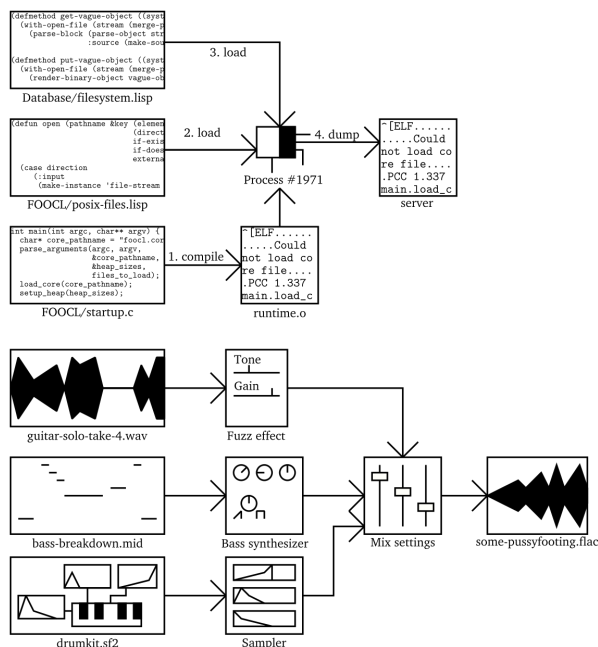 (defmethod get-vague-object ((syst
(with-open-file (stream (merge-p
(parse-block (parse-object str
:source (make-sou
(defmethod put-vague-object ((syst
(with-open-file (stream (merge-p
(render-binary-object vague-ob
Database/filesystem.lisp
3. load
(defun open (pathname &key (elemen
(direct
if-exis
if-does
externa
(case direction
(:input
(make-instance 'file-stream
FOOCL/posix-files.lisp
2. load
Process #1971
4. dump
^[ELF......
.....Could
not load co
re file....
.PCC 1.337
main.load_c
server
int main(int argc, char** argv) {
char* core_pathname = "foocl.cor
parse_arguments(argc, argv,
&core_pathname,
&heap_sizes,
files_to_load);
load_core(core_pathname);
setup_heap(heap_sizes);
FOOCL/startup.c
1. compile
^[ELF......
.....Could
not load co
re file....
.PCC 1.337
main.load_c
runtime.o
guitar-solo-take-4.wav
Tone
Gain
Fuzz effect
bass-breakdown.mid
Bass synthesizer
Mix settings
some-pussyfooting.flac
drumkit.sf2
Sampler